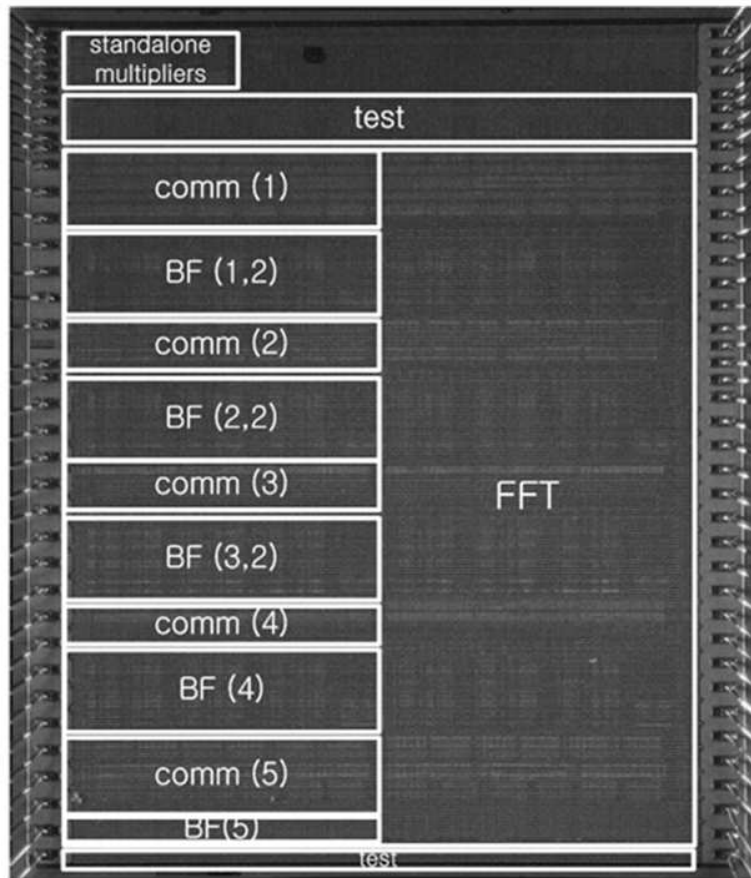 standalone
multipliers
test
comm (1)
BF (1,2)
comm (2)
BF (2,2)
comm (3)
FFT
BF (3,2)
comm (4)
BF (4)
comm (5)
BF(5)
test